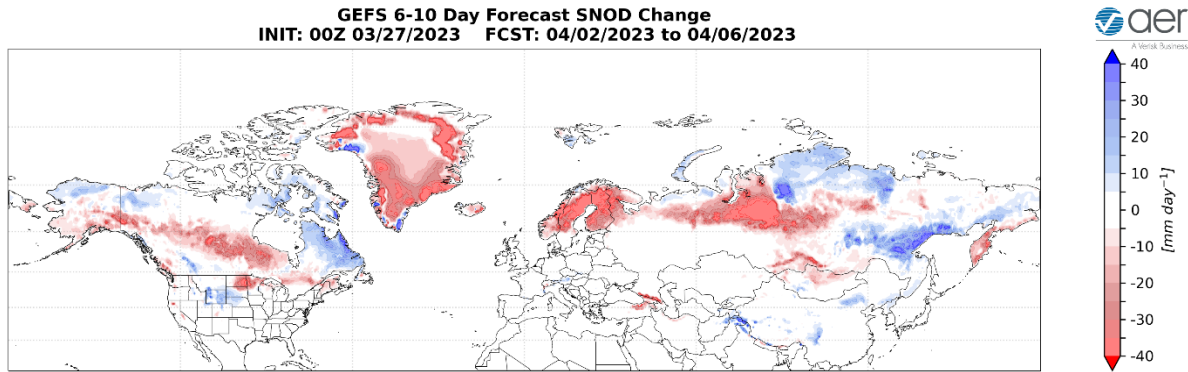 GEFS 6-10 Day Forecast SNOD Change
INIT: 00Z 03/27/2023 FCST: 04/02/2023 to 04/06/2023
aer
A Verisk Business
40
30
20
10
0
-10
-20
-30
-40
[mm day⁻¹]